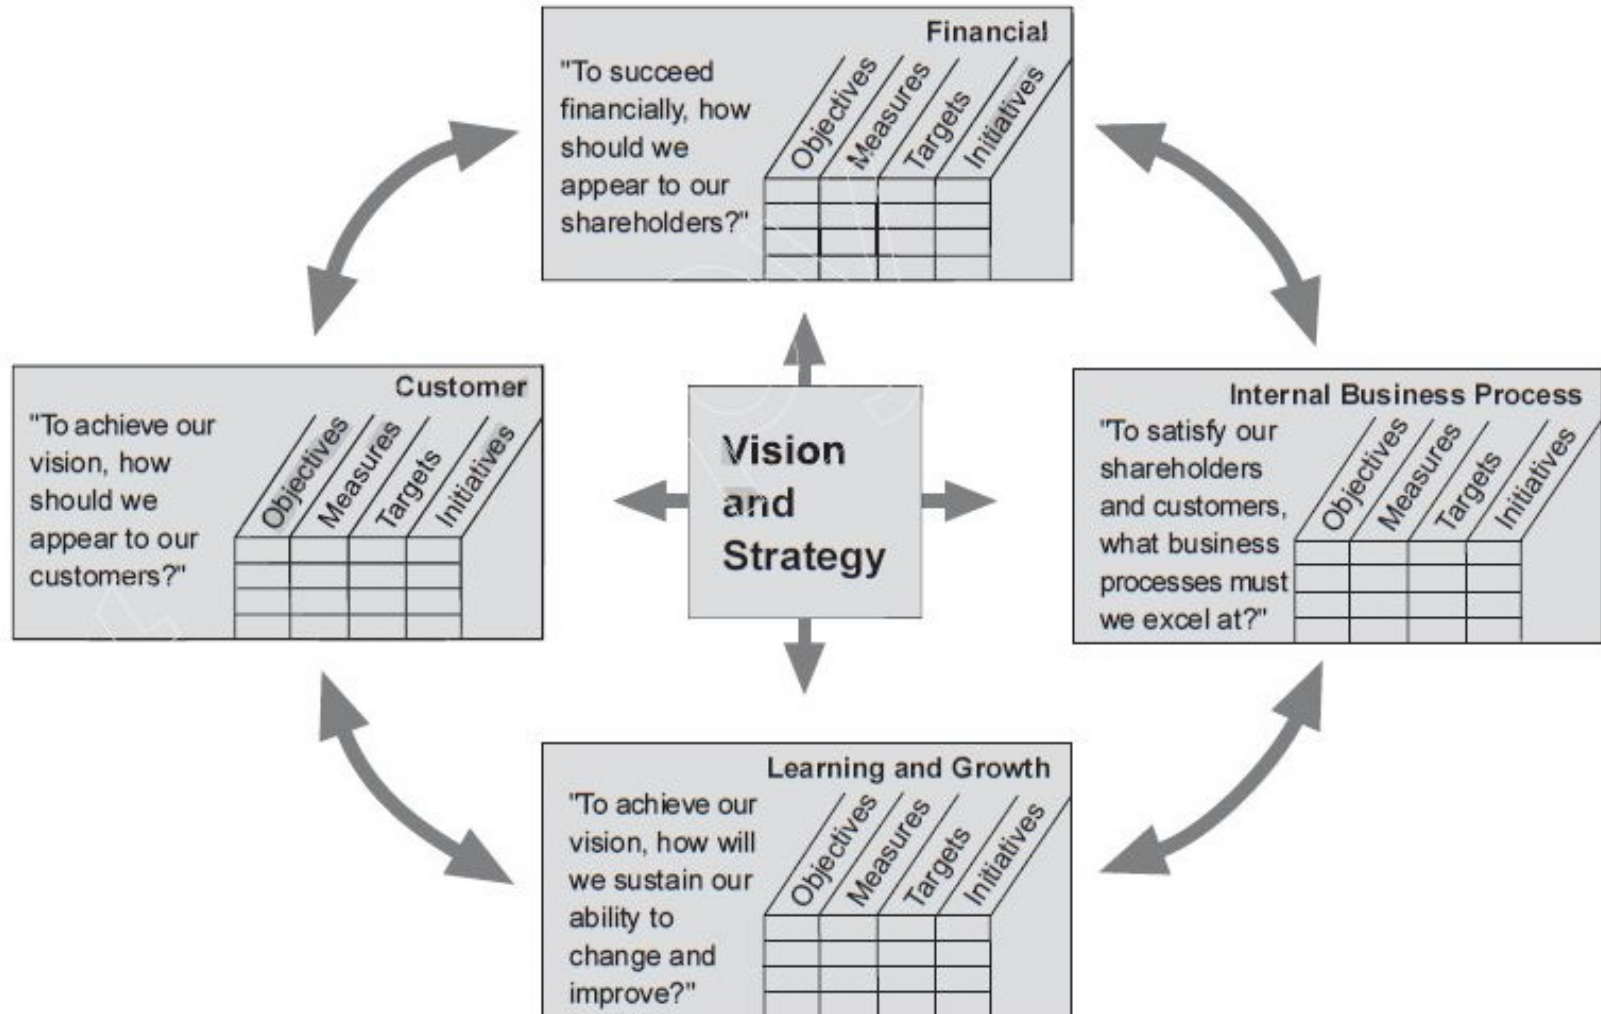 Financial
"To succeed
financially, how
should we
appear to our
shareholders?"
Objectives
Measures
Targets
Initiatives
Customer
"To achieve our
vision, how
should we
appear to our
customers?"
Objectives
Measures
Targets
Initiatives
Vision
and
Strategy
Internal Business Process
"To satisfy our
shareholders
and customers,
what business
processes must
we excel at?"
Objectives
Measures
Targets
Initiatives
Learning and Growth
"To achieve our
vision, how will
we sustain our
ability to
change and
improve?"
Objectives
Measures
Targets
Initiatives